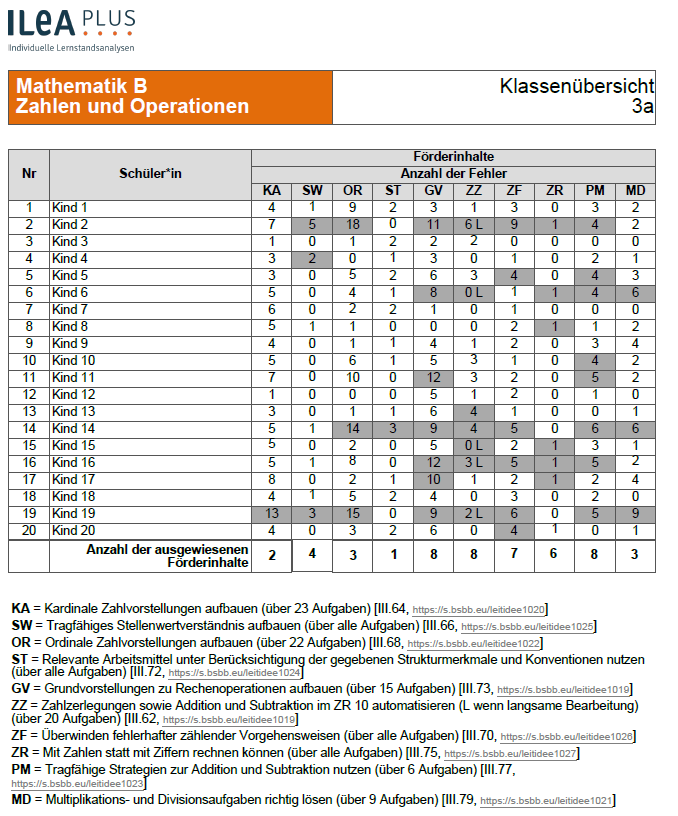 ILeA PLUS
Individuelle Lernstandsanalysen
Mathematik B
Zahlen und Operationen
Klassenübersicht
3a
Nr Schüler*in Förderinhalte
Anzahl der Fehler
KA SW OR ST GV ZZ ZF ZR PM MD
1 Kind 1 4 1 9 2 3 1 3 0 3 2
2 Kind 2 7 5 18 0 11 6 L 9 1 4 2
3 Kind 3 1 0 1 2 2 2 0 0 0 0
4 Kind 4 3 2 0 1 3 0 1 0 2 1
5 Kind 5 3 0 5 2 6 3 4 0 4 3
6 Kind 6 5 0 4 1 8 0 L 1 1 4 6
7 Kind 7 6 0 2 2 1 0 1 0 0 0
8 Kind 8 5 1 1 0 0 0 2 1 1 2
9 Kind 9 4 0 1 1 4 1 2 0 3 4
10 Kind 10 5 0 6 1 5 3 1 0 4 2
11 Kind 11 7 0 10 0 12 3 2 0 5 2
12 Kind 12 1 0 0 0 5 1 2 0 1 0
13 Kind 13 3 0 1 1 6 4 1 0 0 1
14 Kind 14 5 1 14 3 9 4 5 0 6 6
15 Kind 15 5 0 2 0 5 0 L 2 1 3 1
16 Kind 16 5 1 8 0 12 3 L 5 1 5 2
17 Kind 17 8 0 2 1 10 1 2 1 2 4
18 Kind 18 4 1 5 2 4 0 3 0 2 0
19 Kind 19 13 3 15 0 9 2 L 6 0 5 9
20 Kind 20 4 0 3 2 6 0 4 1 0 1
Anzahl der ausgewiesenen
Förderinhalte 2 4 3 1 8 8 7 6 8 3
KA = Kardinale Zahlvorstellungen aufbauen (über 23 Aufgaben) [III.64, https://s.bsbb.eu/leitidee1020]
SW = Tragfähiges Stellenwertverständnis aufbauen (über alle Aufgaben) [III.66, https://s.bsbb.eu/leitidee1025]
OR = Ordinale Zahlvorstellungen aufbauen (über 22 Aufgaben) [III.68, https://s.bsbb.eu/leitidee1022]
ST = Relevante Arbeitsmittel unter Berücksichtigung der gegebenen Strukturmerkmale und Konventionen nutzen
(über alle Aufgaben) [III.72, https://s.bsbb.eu/leitidee1024]
GV = Grundvorstellungen zu Rechenoperationen aufbauen (über 15 Aufgaben) [III.73, https://s.bsbb.eu/leitidee1019]
ZZ = Zahlzerlegungen sowie Addition und Subtraktion im ZR 10 automatisieren (L wenn langsame Bearbeitung)
(über 20 Aufgaben) [III.62, https://s.bsbb.eu/leitidee1019]
ZF = Überwinden fehlerhafter zählender Vorgehensweisen (über alle Aufgaben) [III.70, https://s.bsbb.eu/leitidee1026]
ZR = Mit Zahlen statt mit Ziffern rechnen können (über alle Aufgaben) [III.75, https://s.bsbb.eu/leitidee1027]
PM = Tragfähige Strategien zur Addition und Subtraktion nutzen (über 6 Aufgaben) [III.77,
https://s.bsbb.eu/leitidee1023]
MD = Multiplikations- und Divisionsaufgaben richtig lösen (über 9 Aufgaben) [III.79, https://s.bsbb.eu/leitidee1021]